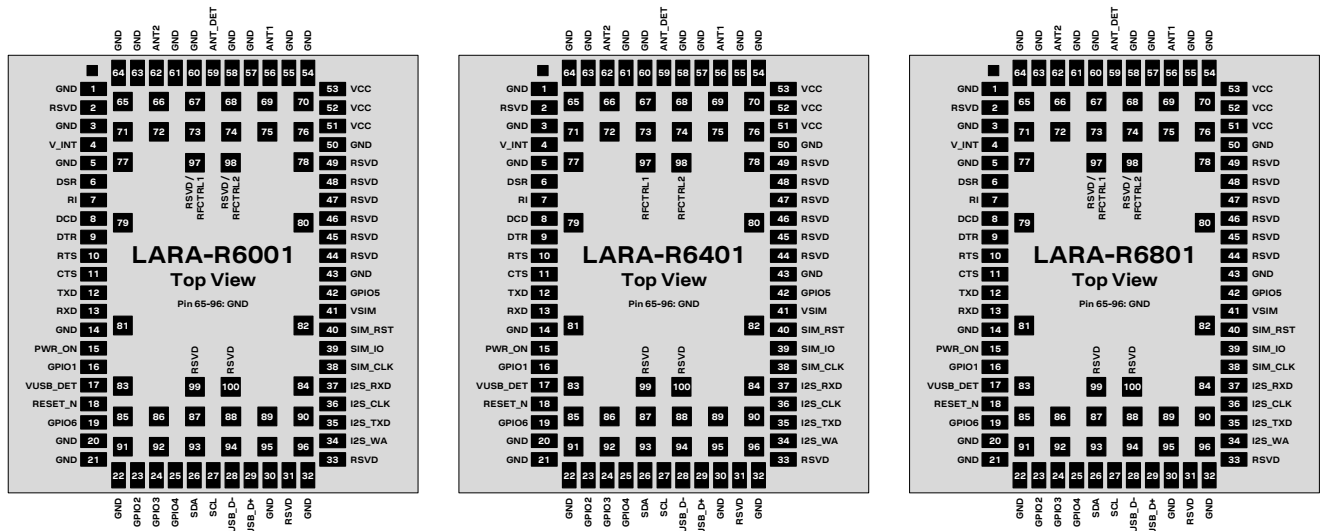 GND GND ANT2 GND GND ANT_DET GND GND ANT1 GND GND
64 63 62 61 60 59 58 57 56 55 54
GND 1 53 VCC
RSVD 2 65 66 67 68 69 70 52 VCC
GND 3 71 72 73 74 75 76 51 VCC
V_INT 4 50 GND
GND 5 77 97 98 78 49 RSVD
RSVD / RFCTRL1
RSVD / RFCTRL2
DSR 6 48 RSVD
RI 7 47 RSVD
DCD 8 79 80 46 RSVD
DTR 9 45 RSVD
RTS 10 44 RSVD
LARA-R6001
CTS 11 43 GND
Top View
TXD 12 42 GPIO5
Pin 65-96: GND
RXD 13 41 VSIM
GND 14 81 82 40 SIM_RST
PWR_ON 15 39 SIM_IO
RSVD RSVD
GPIO1 16 38 SIM_CLK
VUSB_DET 17 83 99 100 84 37 I2S_RXD
RESET_N 18 36 I2S_CLK
GPIO6 19 85 86 87 88 89 90 35 I2S_TXD
GND 20 91 92 93 94 95 96 34 I2S_WA
GND 21 33 RSVD
22 23 24 25 26 27 28 29 30 31 32
GND GPIO2 GPIO3 GPIO4 SDA SCL USB_D- USB_D+ GND RSVD GND
GND GND ANT2 GND GND ANT_DET GND GND ANT1 GND GND
64 63 62 61 60 59 58 57 56 55 54
GND 1 53 VCC
RSVD 2 65 66 67 68 69 70 52 VCC
GND 3 71 72 73 74 75 76 51 VCC
V_INT 4 50 GND
GND 5 77 97 98 78 49 RSVD
RFCTRL1
RFCTRL2
DSR 6 48 RSVD
RI 7 47 RSVD
DCD 8 79 80 46 RSVD
DTR 9 45 RSVD
RTS 10 44 RSVD
LARA-R6401
CTS 11 43 GND
Top View
TXD 12 42 GPIO5
Pin 65-96: GND
RXD 13 41 VSIM
GND 14 81 82 40 SIM_RST
PWR_ON 15 39 SIM_IO
RSVD RSVD
GPIO1 16 38 SIM_CLK
VUSB_DET 17 83 99 100 84 37 I2S_RXD
RESET_N 18 36 I2S_CLK
GPIO6 19 85 86 87 88 89 90 35 I2S_TXD
GND 20 91 92 93 94 95 96 34 I2S_WA
GND 21 33 RSVD
22 23 24 25 26 27 28 29 30 31 32
GND GPIO2 GPIO3 GPIO4 SDA SCL USB_D- USB_D+ GND RSVD GND
GND GND ANT2 GND GND ANT_DET GND GND ANT1 GND GND
64 63 62 61 60 59 58 57 56 55 54
GND 1 53 VCC
RSVD 2 65 66 67 68 69 70 52 VCC
GND 3 71 72 73 74 75 76 51 VCC
V_INT 4 50 GND
GND 5 77 97 98 78 49 RSVD
RSVD / RFCTRL1
RSVD / RFCTRL2
DSR 6 48 RSVD
RI 7 47 RSVD
DCD 8 79 80 46 RSVD
DTR 9 45 RSVD
RTS 10 44 RSVD
LARA-R6801
CTS 11 43 GND
Top View
TXD 12 42 GPIO5
Pin 65-96: GND
RXD 13 41 VSIM
GND 14 81 82 40 SIM_RST
PWR_ON 15 39 SIM_IO
RSVD RSVD
GPIO1 16 38 SIM_CLK
VUSB_DET 17 83 99 100 84 37 I2S_RXD
RESET_N 18 36 I2S_CLK
GPIO6 19 85 86 87 88 89 90 35 I2S_TXD
GND 20 91 92 93 94 95 96 34 I2S_WA
GND 21 33 RSVD
22 23 24 25 26 27 28 29 30 31 32
GND GPIO2 GPIO3 GPIO4 SDA SCL USB_D- USB_D+ GND RSVD GND